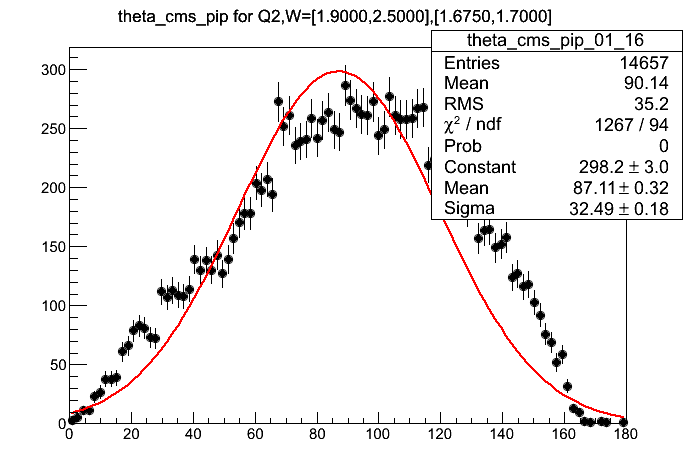 theta_cms_pip for Q2,W=[1.9000,2.5000],[1.6750,1.7000]
theta_cms_pip_01_16
Entries 14657
Mean 90.14
RMS 35.2
χ² / ndf 1267 / 94
Prob 0
Constant 298.2 ± 3.0
Mean 87.11 ± 0.32
Sigma 32.49 ± 0.18
300
250
200
150
100
50
0
0 20 40 60 80 100 120 140 160 180